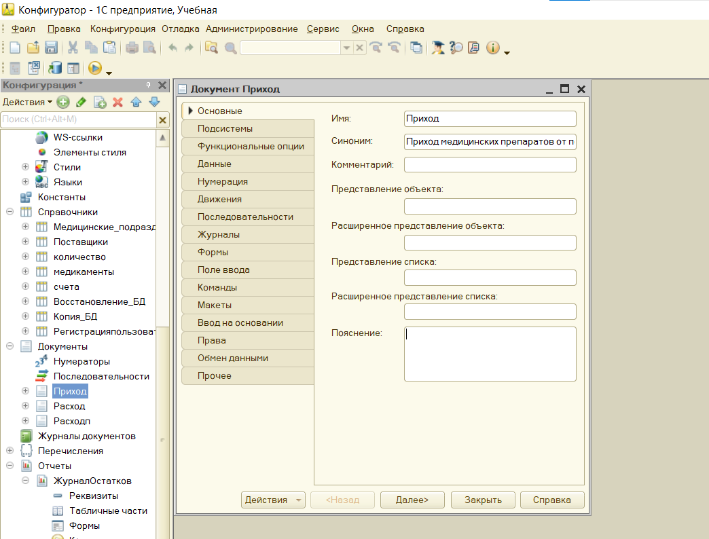 Конфигуратор - 1С предприятие, Учебная
Файл Правка Конфигурация Отладка Администрирование Сервис Окна Справка
Конфигурация *
Действия
Поиск (Ctrl+Alt+M)
WS-ссылки
Элементы стиля
Стили
Языки
Константы
Справочники
Медицинские_подразд
Поставщики
количество
медикаменты
счета
Восстановление_БД
Копия_БД
Регистрацияпользоват
Документы
Нумераторы
Последовательности
Приход
Расход
Расходп
Журналы документов
Перечисления
Отчеты
ЖурналОстатков
Реквизиты
Табличные части
Формы
Документ Приход
Основные
Подсистемы
Функциональные опции
Данные
Нумерация
Движения
Последовательности
Журналы
Формы
Поле ввода
Команды
Макеты
Ввод на основании
Права
Обмен данными
Прочее
Имя: Приход
Синоним: Приход медицинских препаратов от п
Комментарий:
Представление объекта:
Расширенное представление объекта:
Представление списка:
Расширенное представление списка:
Пояснение:
Действия <Назад Далее> Закрыть Справка